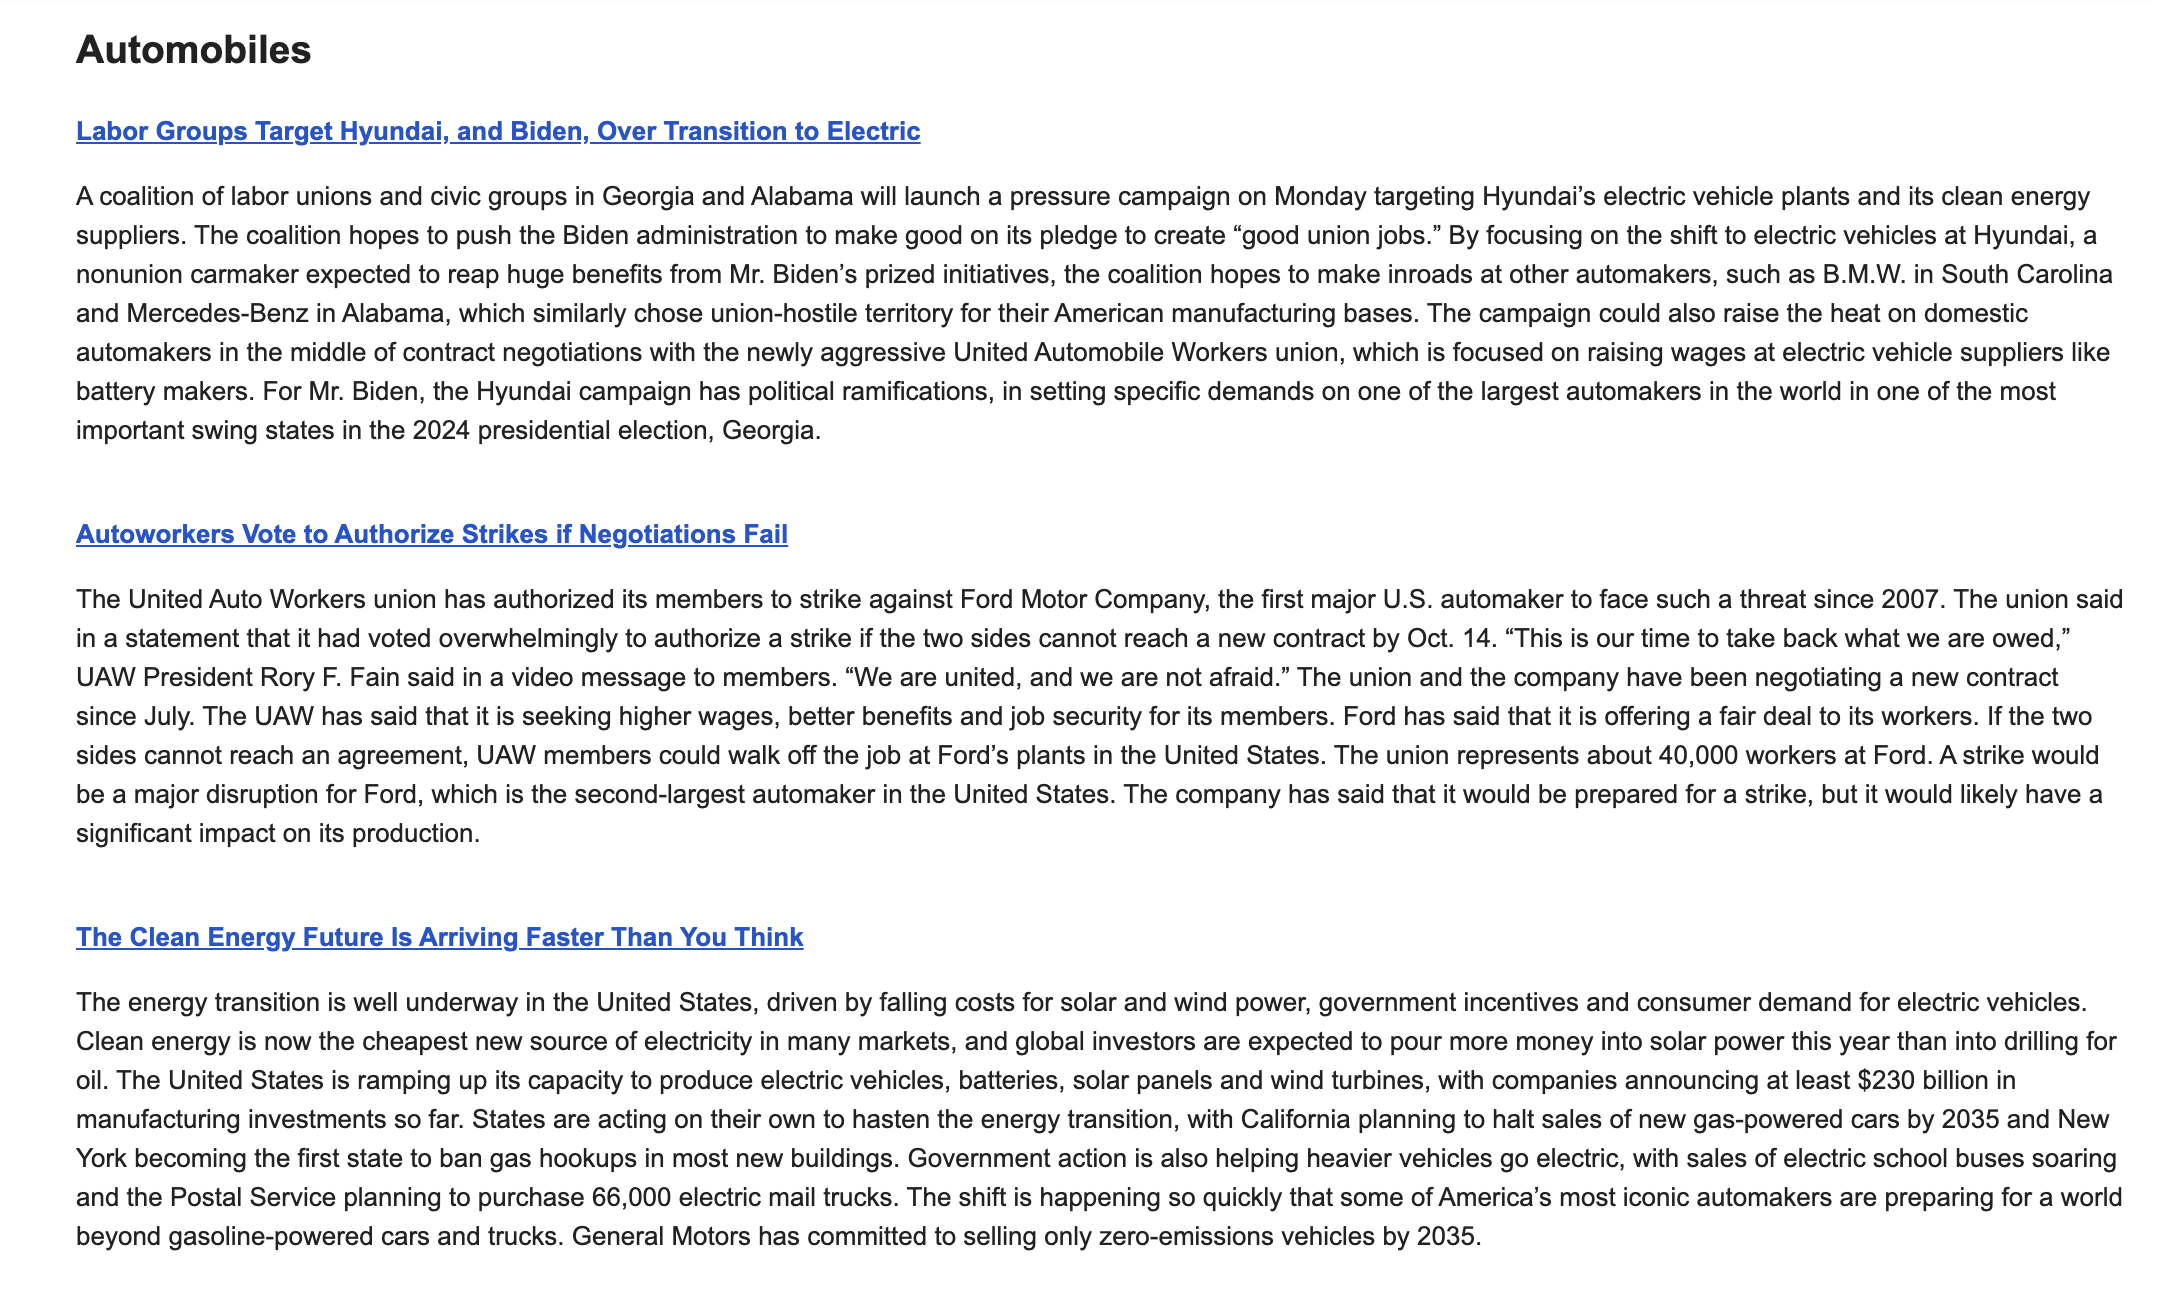 Automobiles
Labor Groups Target Hyundai, and Biden, Over Transition to Electric
A coalition of labor unions and civic groups in Georgia and Alabama will launch a pressure campaign on Monday targeting Hyundai’s electric vehicle plants and its clean energy
suppliers. The coalition hopes to push the Biden administration to make good on its pledge to create “good union jobs.” By focusing on the shift to electric vehicles at Hyundai, a
nonunion carmaker expected to reap huge benefits from Mr. Biden’s prized initiatives, the coalition hopes to make inroads at other automakers, such as B.M.W. in South Carolina
and Mercedes-Benz in Alabama, which similarly chose union-hostile territory for their American manufacturing bases. The campaign could also raise the heat on domestic
automakers in the middle of contract negotiations with the newly aggressive United Automobile Workers union, which is focused on raising wages at electric vehicle suppliers like
battery makers. For Mr. Biden, the Hyundai campaign has political ramifications, in setting specific demands on one of the largest automakers in the world in one of the most
important swing states in the 2024 presidential election, Georgia.
Autoworkers Vote to Authorize Strikes if Negotiations Fail
The United Auto Workers union has authorized its members to strike against Ford Motor Company, the first major U.S. automaker to face such a threat since 2007. The union said
in a statement that it had voted overwhelmingly to authorize a strike if the two sides cannot reach a new contract by Oct. 14. “This is our time to take back what we are owed,”
UAW President Rory F. Fain said in a video message to members. “We are united, and we are not afraid.” The union and the company have been negotiating a new contract
since July. The UAW has said that it is seeking higher wages, better benefits and job security for its members. Ford has said that it is offering a fair deal to its workers. If the two
sides cannot reach an agreement, UAW members could walk off the job at Ford’s plants in the United States. The union represents about 40,000 workers at Ford. A strike would
be a major disruption for Ford, which is the second-largest automaker in the United States. The company has said that it would be prepared for a strike, but it would likely have a
significant impact on its production.
The Clean Energy Future Is Arriving Faster Than You Think
The energy transition is well underway in the United States, driven by falling costs for solar and wind power, government incentives and consumer demand for electric vehicles.
Clean energy is now the cheapest new source of electricity in many markets, and global investors are expected to pour more money into solar power this year than into drilling for
oil. The United States is ramping up its capacity to produce electric vehicles, batteries, solar panels and wind turbines, with companies announcing at least $230 billion in
manufacturing investments so far. States are acting on their own to hasten the energy transition, with California planning to halt sales of new gas-powered cars by 2035 and New
York becoming the first state to ban gas hookups in most new buildings. Government action is also helping heavier vehicles go electric, with sales of electric school buses soaring
and the Postal Service planning to purchase 66,000 electric mail trucks. The shift is happening so quickly that some of America’s most iconic automakers are preparing for a world
beyond gasoline-powered cars and trucks. General Motors has committed to selling only zero-emissions vehicles by 2035.